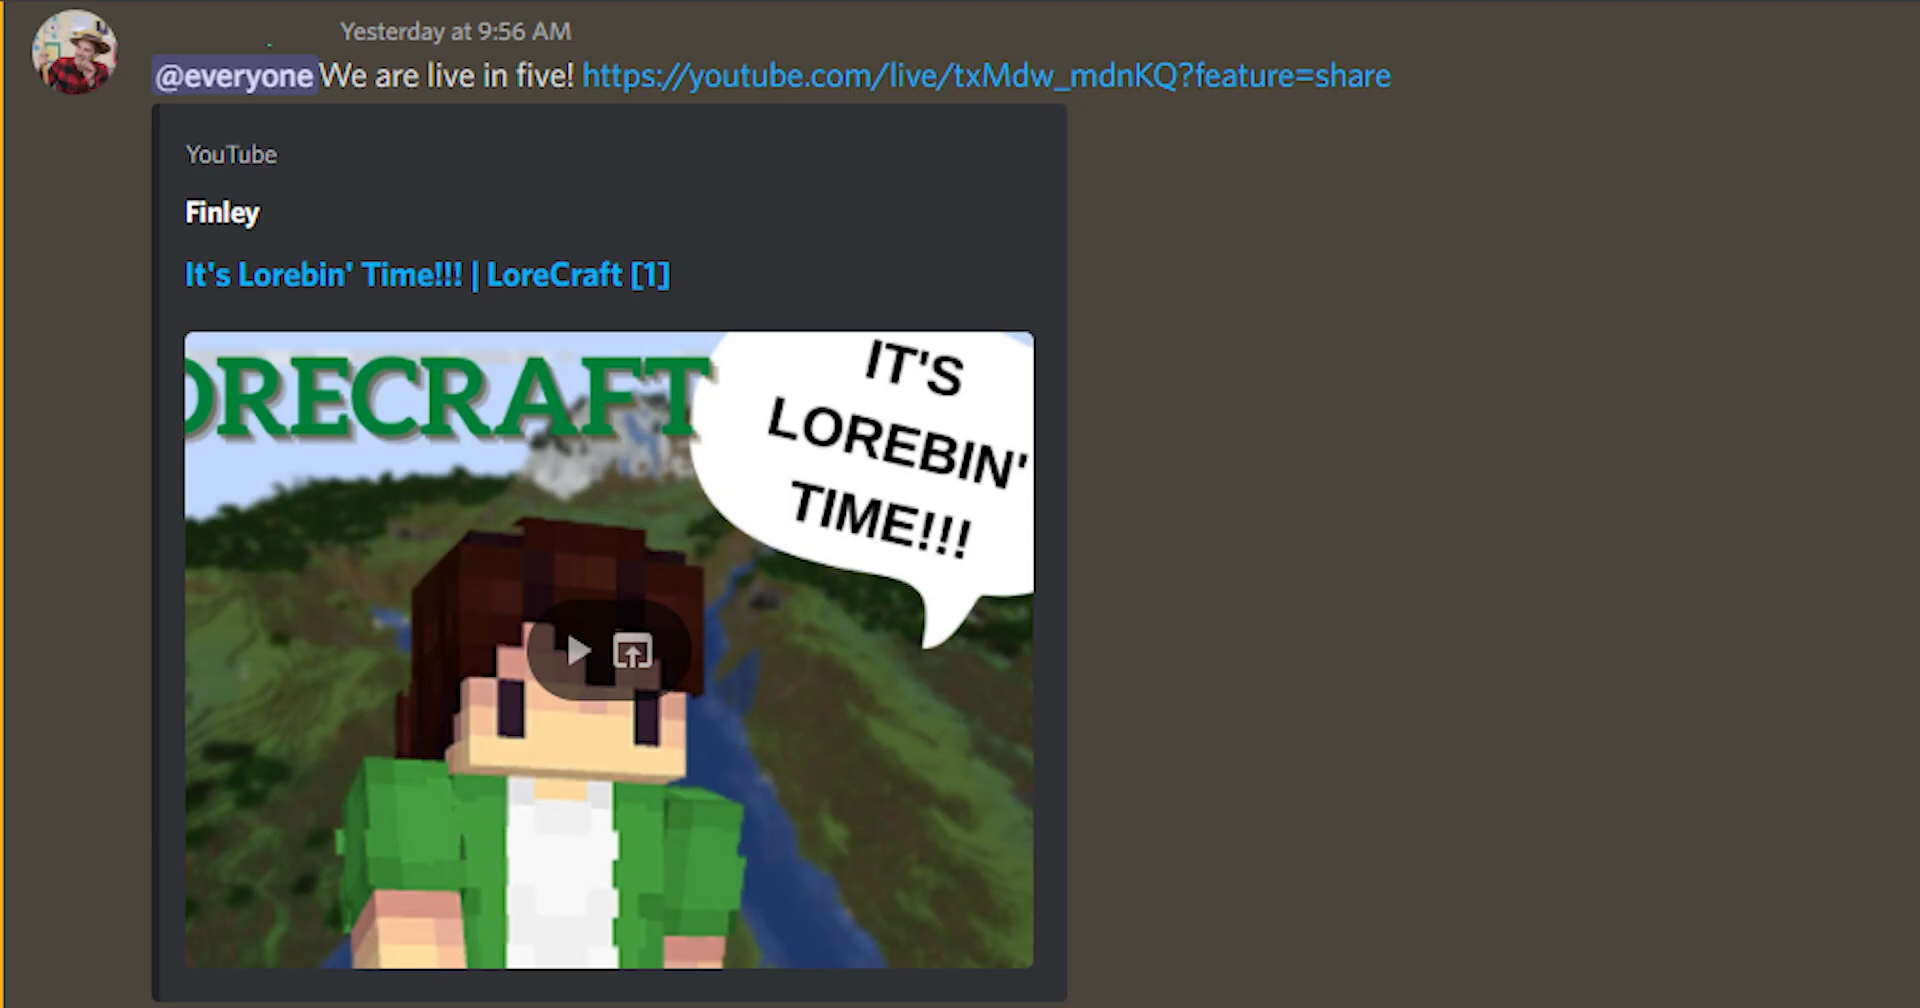 Yesterday at 9:56 AM
@everyone We are live in five! https://youtube.com/live/txMdw_mdnKQ?feature=share
YouTube
Finley
It's Lorebin' Time!!! | LoreCraft [1]
ORECRAFT
IT'S
LOREBIN'
TIME!!!